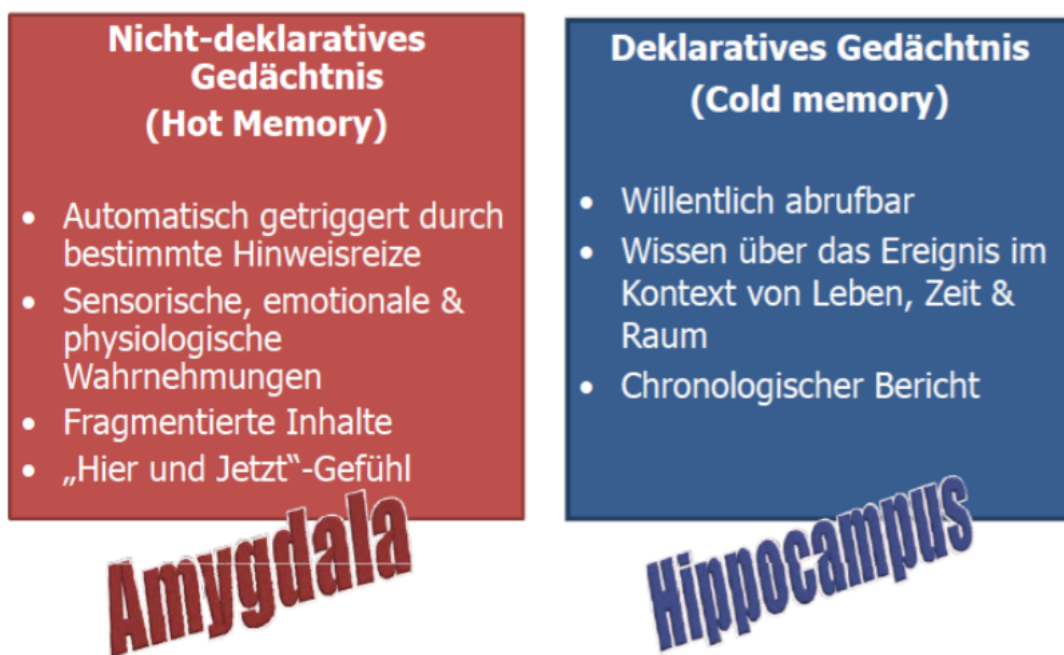 Nicht-deklaratives
Gedächtnis
(Hot Memory)
• Automatisch getriggert durch
bestimmte Hinweisreize
• Sensorische, emotionale &
physiologische
Wahrnehmungen
• Fragmentierte Inhalte
• „Hier und Jetzt“-Gefühl
Amygdala
Deklaratives Gedächtnis
(Cold memory)
• Willentlich abrufbar
• Wissen über das Ereignis im
Kontext von Leben, Zeit &
Raum
• Chronologischer Bericht
Hippocampus